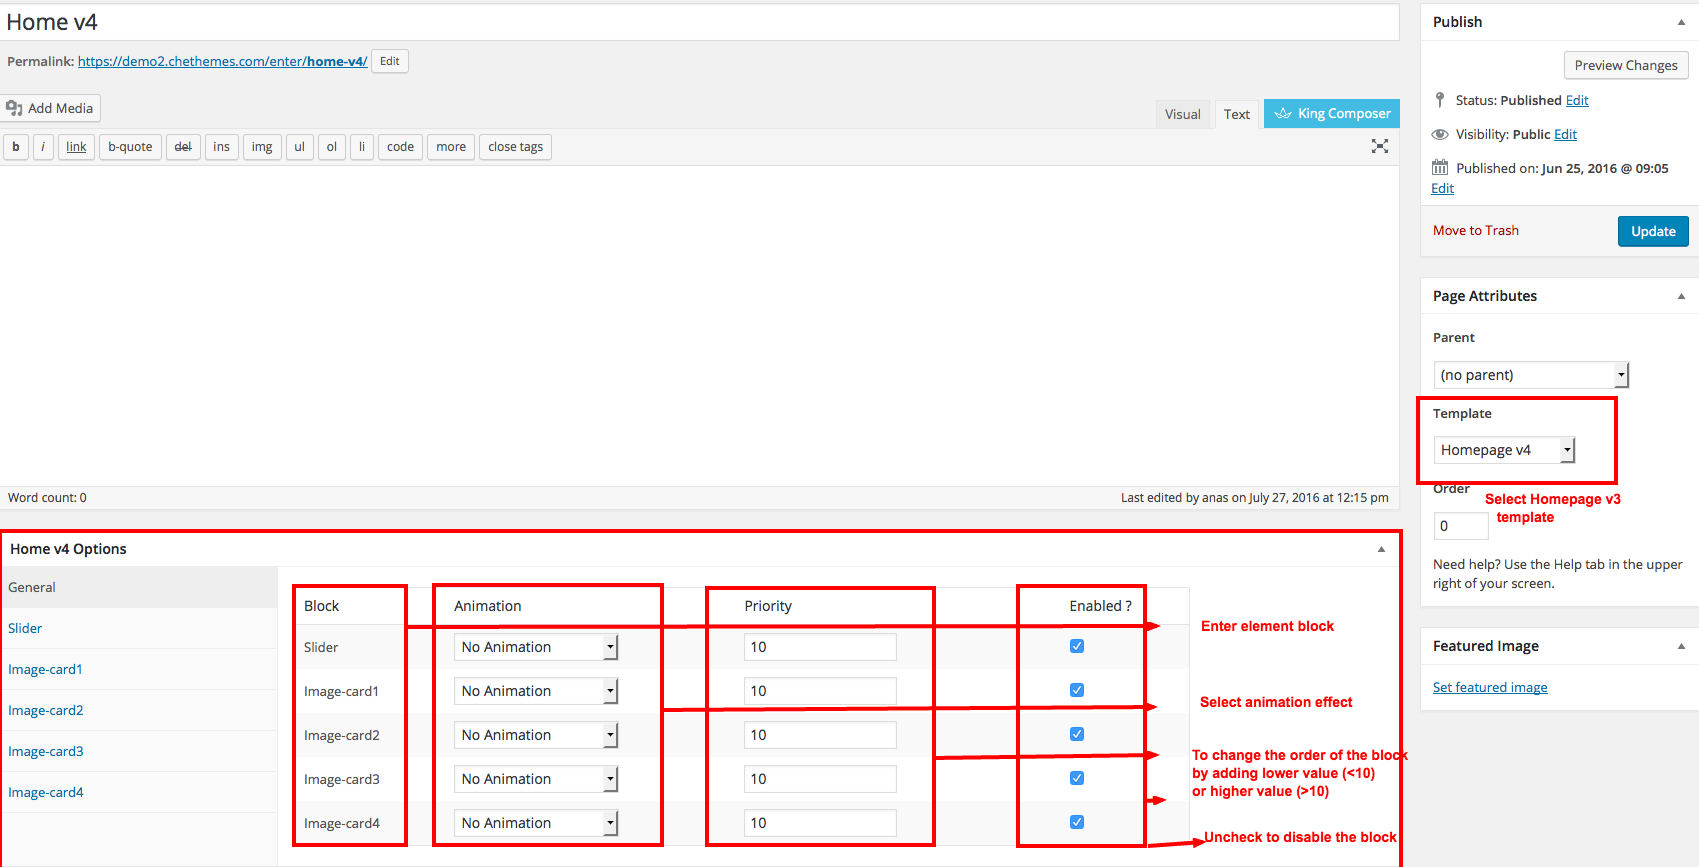 Home v4
Permalink: https://demo2.chethemes.com/enter/home-v4/ Edit
Add Media
Visual Text King Composer
b i link b-quote del ins img ul ol li code more close tags
Word count: 0 Last edited by anas on July 27, 2016 at 12:15 pm
Home v4 Options
General
Slider
Image-card1
Image-card2
Image-card3
Image-card4
Block Animation Priority Enabled ?
Slider No Animation 10
Image-card1 No Animation 10
Image-card2 No Animation 10
Image-card3 No Animation 10
Image-card4 No Animation 10
Enter element block
Select animation effect
To change the order of the block
by adding lower value (<10)
or higher value (>10)
Uncheck to disable the block
Publish
Preview Changes
Status: Published Edit
Visibility: Public Edit
Published on: Jun 25, 2016 @ 09:05
Edit
Move to Trash Update
Page Attributes
Parent
(no parent)
Template
Homepage v4
Order
Select Homepage v3
template
0
Need help? Use the Help tab in the upper
right of your screen.
Featured Image
Set featured image